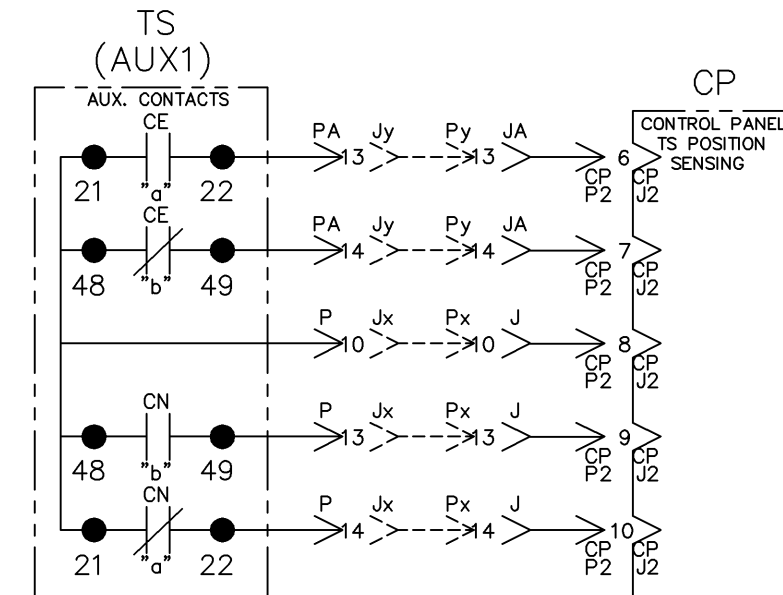 TS
(AUX1)
AUX. CONTACTS
CP
CONTROL PANEL
TS POSITION
SENSING
CE
PA Jy Py JA
13 13 6
21 "a" 22
CP CP
P2 J2
CE
PA Jy Py JA
14 14 7
48 "b" 49
CP CP
P2 J2
P Jx Px J
10 10 8
CP CP
P2 J2
CN
P Jx Px J
13 13 9
48 "b" 49
CP CP
P2 J2
CN
P Jx Px J
14 14 10
21 "a" 22
CP CP
P2 J2